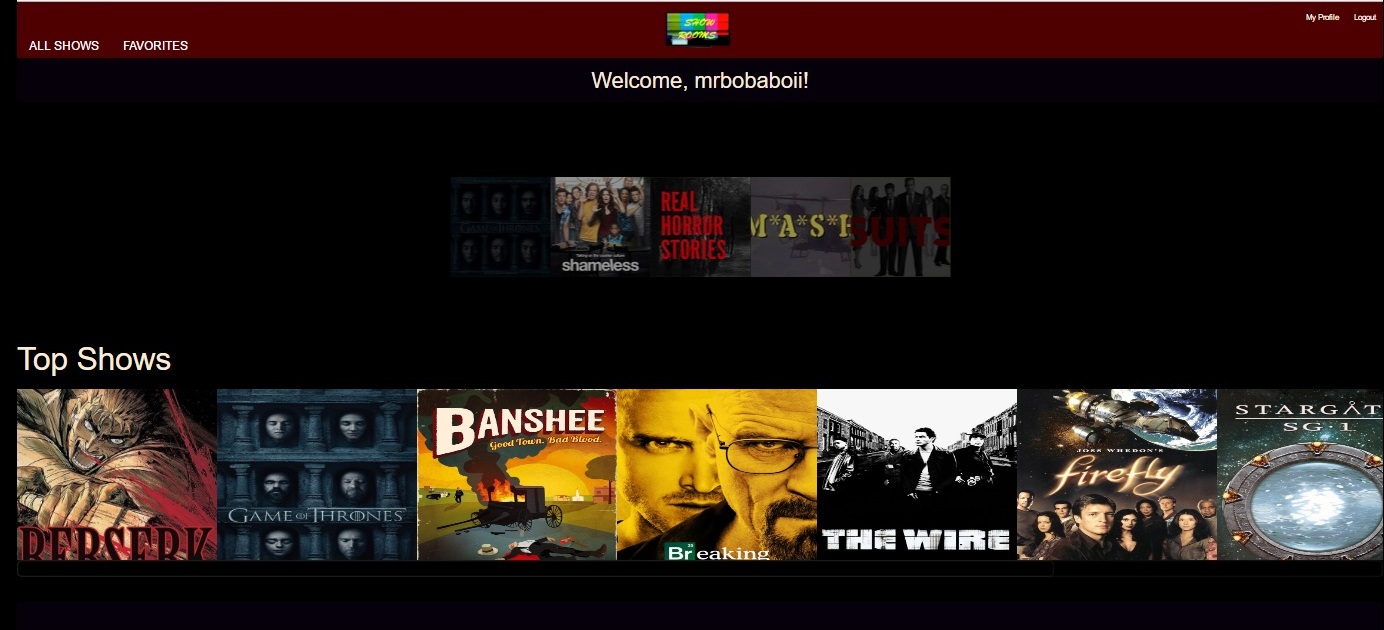 SHOW
ROOMS
My Profile
Logout
ALL SHOWS
FAVORITES
Welcome, mrbobaboii!
GAME OF THRONES
shameless
REAL
HORROR
STORIES
M*A*S*H
SUITS
Top Shows
BERSERK
GAME OF THRONES
BANSHEE
Good Town. Bad Blood.
Breaking
THE WIRE
JOSS WHEDON'S
firefly
STARGAT
SG·1